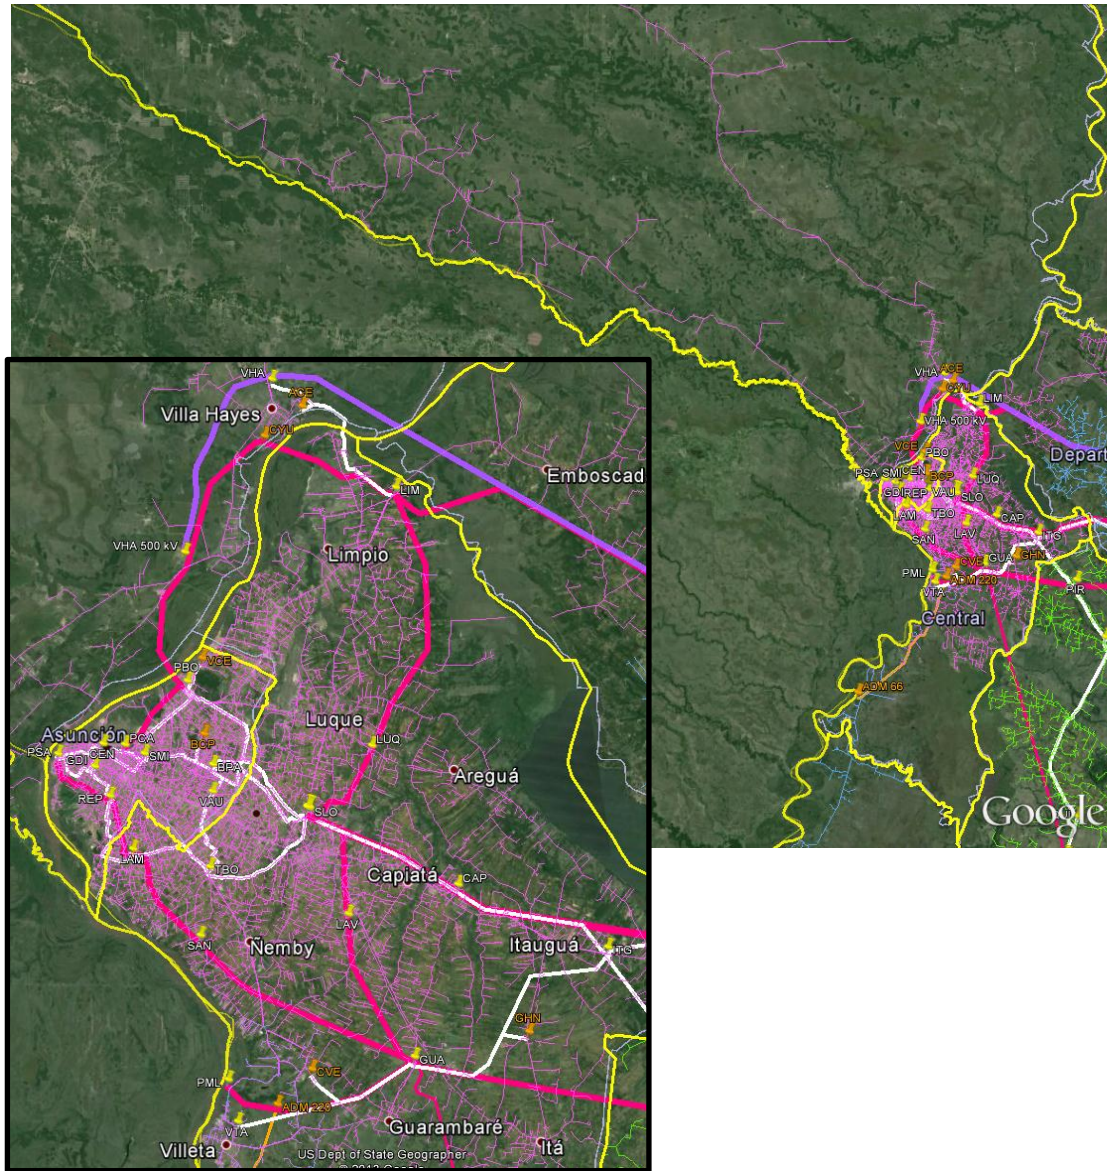 VHA
ACE
CYU
LIM
VHA 500 kV
VCE
PBO
Depart
PSA
SMI
CEN
BCP
LUQ
GDI
REP
VAU
SLO
LAM
TBO
CAP
SAN
LAV
ITG
CVE
GUA
GHN
PML
ADM 220
PIR
VTA
Central
ADM 66
Google
VHA
ACE
Villa Hayes
CYU
Emboscad
LIM
VHA 500 kV
Limpio
VCE
PBO
Luque
Asunción
PCA
BCP
LUQ
PSA
CEN
GDI
SMI
BPA
Areguá
REP
VAU
SLO
LAM
TBO
Capiatá
CAP
LAV
SAN
Ñemby
Itauguá
ITG
GHN
GUA
CVE
PML
ADM 220
VTA
Guarambaré
Villeta
Itá
US Dept of State Geographer